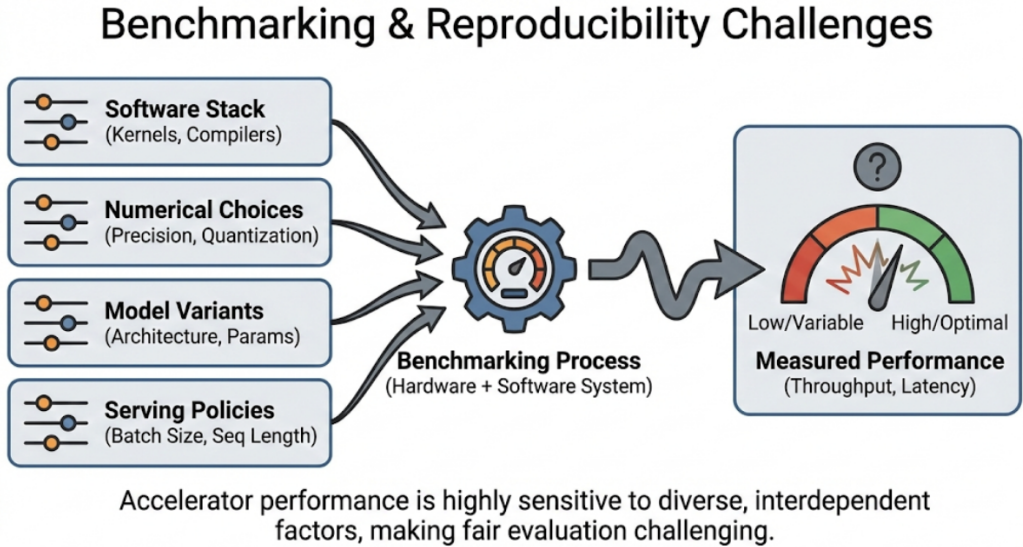 Benchmarking & Reproducibility Challenges
Software Stack
(Kernels, Compilers)
Numerical Choices
(Precision, Quantization)
Model Variants
(Architecture, Params)
Serving Policies
(Batch Size, Seq Length)
Benchmarking Process
(Hardware + Software System)
?
Low/Variable
High/Optimal
Measured Performance
(Throughput, Latency)
Accelerator performance is highly sensitive to diverse, interdependent
factors, making fair evaluation challenging.